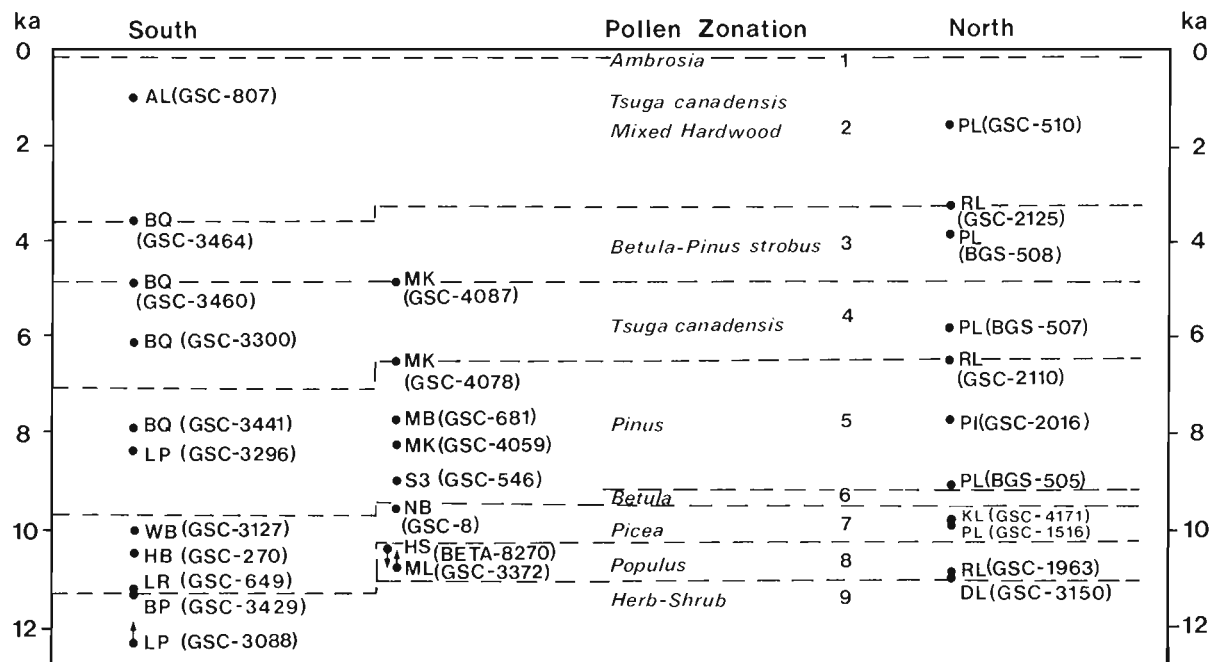 ka South Pollen Zonation North ka
0 0
Ambrosia 1
AL(GSC-807)
Tsuga canadensis
Mixed Hardwood 2
PL(GSC-510)
2 2
BQ
(GSC-3464)
RL
(GSC-2125)
PL
(BGS-508)
4 4
Betula-Pinus strobus 3
BQ
(GSC-3460)
MK
(GSC-4087)
Tsuga canadensis 4
PL(BGS-507)
6 6
BQ (GSC-3300)
MK
(GSC-4078)
RL
(GSC-2110)
BQ (GSC-3441)
MB(GSC-681)
Pinus 5
PI(GSC-2016)
8 8
LP (GSC-3296)
MK(GSC-4059)
S3 (GSC-546)
PL(BGS-505)
Betula 6
NB
(GSC-8)
KL (GSC-4171)
10 10
WB (GSC-3127)
Picea 7
PL (GSC-1516)
HB (GSC-270)
HS (BETA-8270)
ML(GSC-3372)
Populus 8
RL(GSC-1963)
LR (GSC-649)
BP (GSC-3429)
Herb-Shrub 9
DL(GSC-3150)
12 12
LP (GSC-3088)